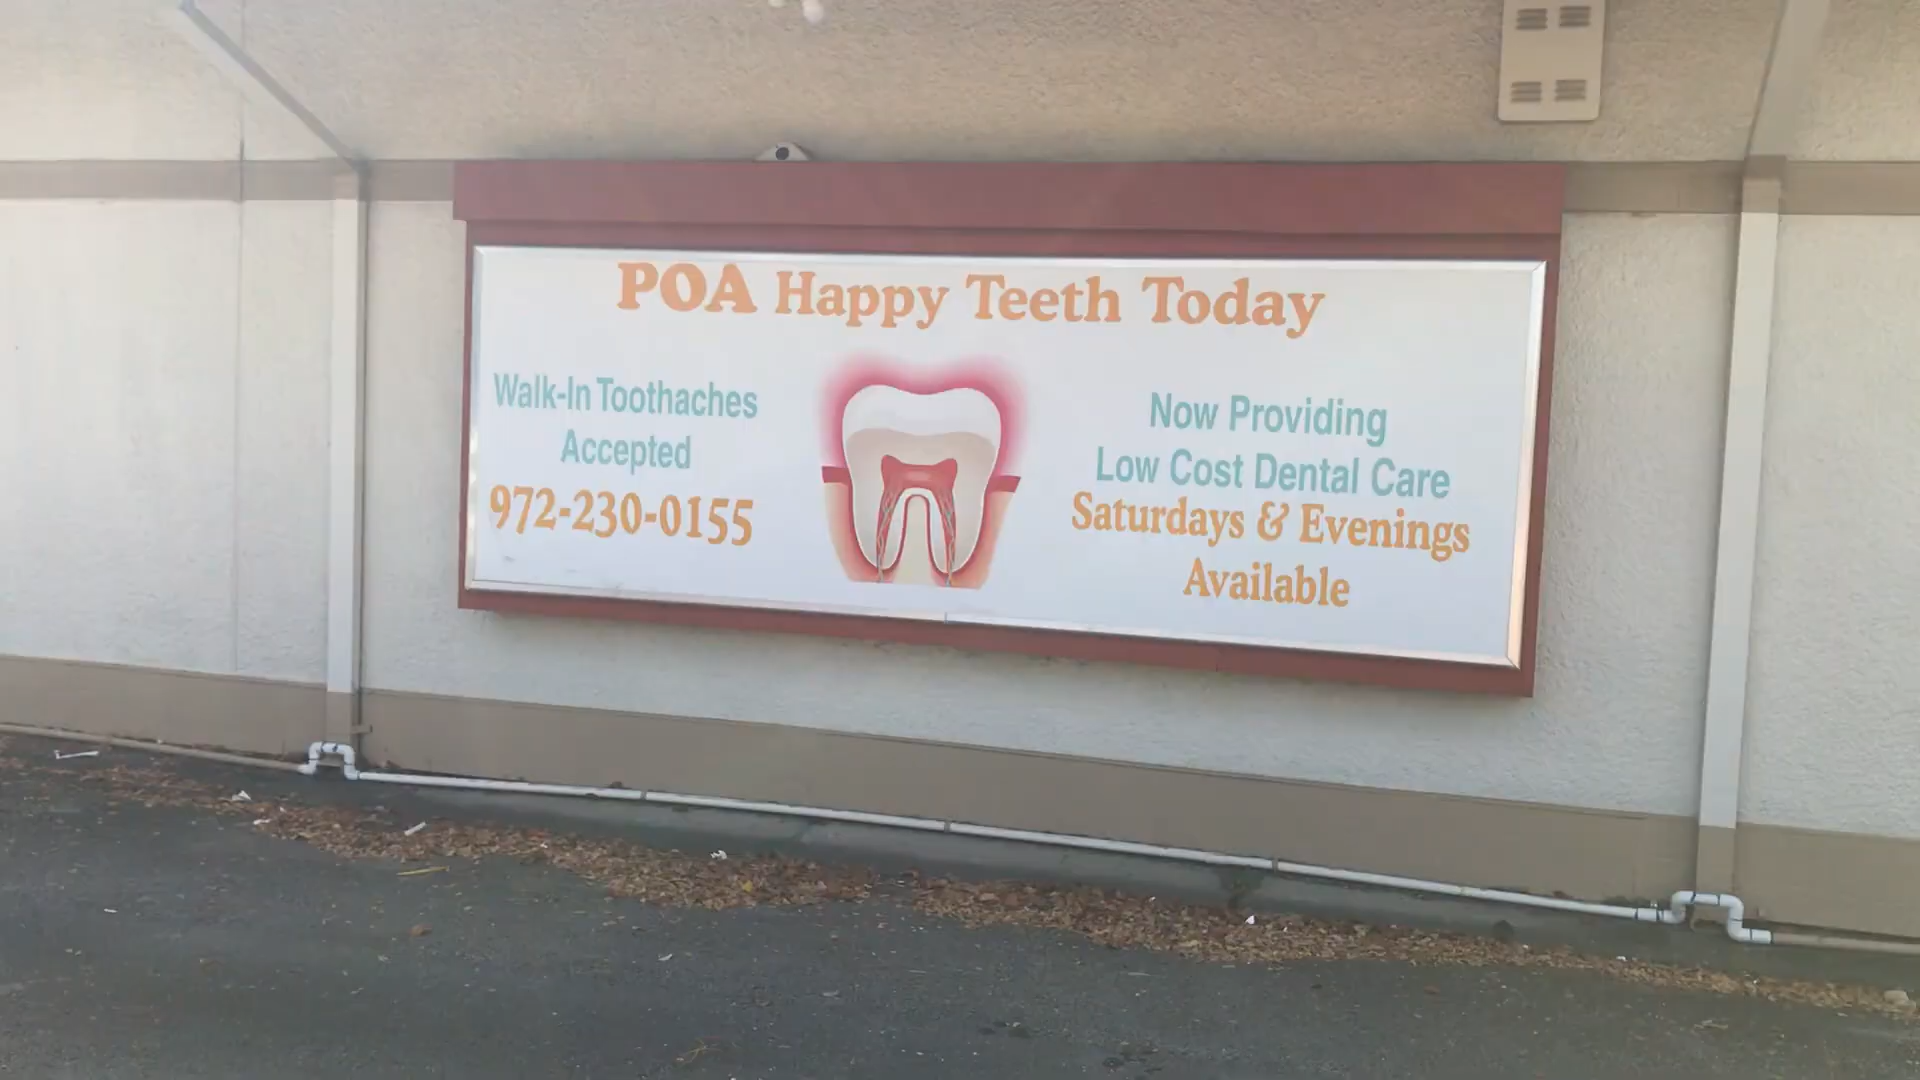 POA Happy Teeth Today
Walk-In Toothaches
Accepted
972-230-0155
Now Providing
Low Cost Dental Care
Saturdays & Evenings
Available